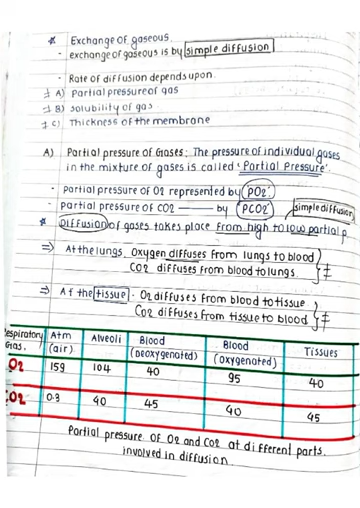 * Exchange of gaseous.
- exchange of gaseous is by simple diffusion
- Rate of diffusion depends upon.
A) Partial pressure of gas
B) solubility of gas
C) Thickness of the membrane
A) Partial pressure of Gases: The pressure of individual gases
in the mixture of gases is called 'Partial Pressure'.
- partial pressure of O2 represented by (PO2)
- partial pressure of CO2 —— by (PCO2) simple diffusion
* Diffusion of gases takes place from high to low partial p
⇒ At the lungs. Oxygen diffuses from lungs to blood
CO2 diffuses from blood to lungs.
⇒ At the tissue - O2 diffuses from blood to tissue
CO2 diffuses from tissue to blood
Respiratory Gas. Atm (air) Alveoli Blood (Deoxygenated) Blood (Oxygenated) Tissues
O2 159 104 40 95 40
CO2 0.3 40 45 40 45
Partial pressure of O2 and CO2 at different parts.
involved in diffusion.